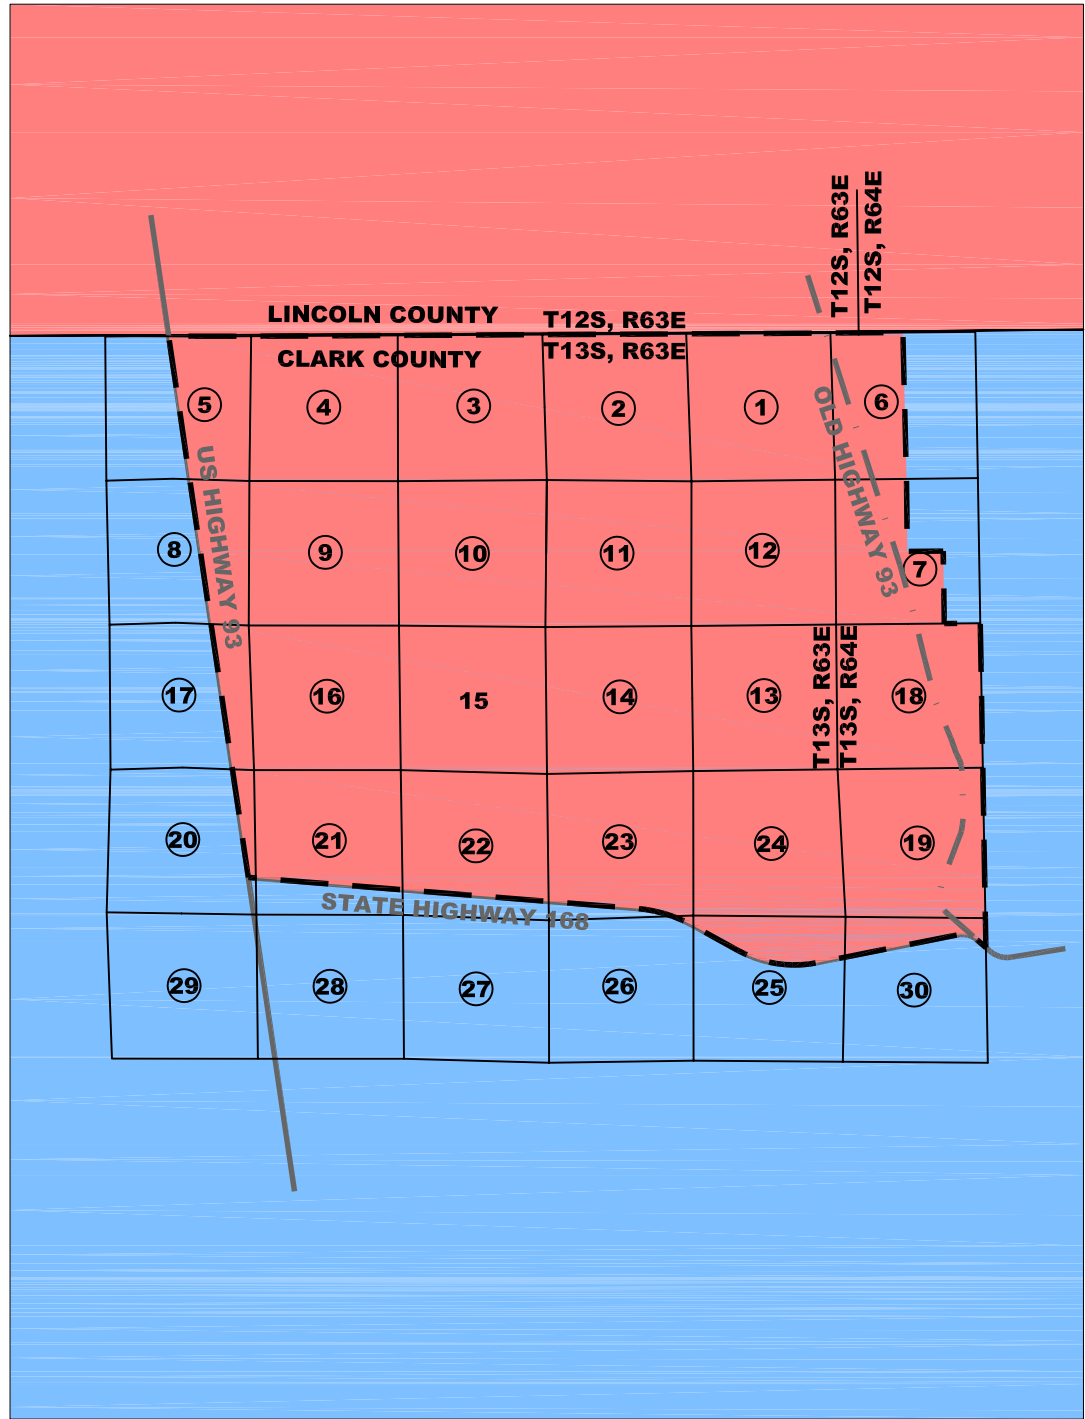 T12S, R63E
T12S, R64E
LINCOLN COUNTY
T12S, R63E
CLARK COUNTY
T13S, R63E
5
4
3
2
1
6
US HIGHWAY 93
OLD HIGHWAY 93
8
9
10
11
12
7
17
16
15
14
13
T13S, R63E
T13S, R64E
18
20
21
22
23
24
19
STATE HIGHWAY 168
29
28
27
26
25
30